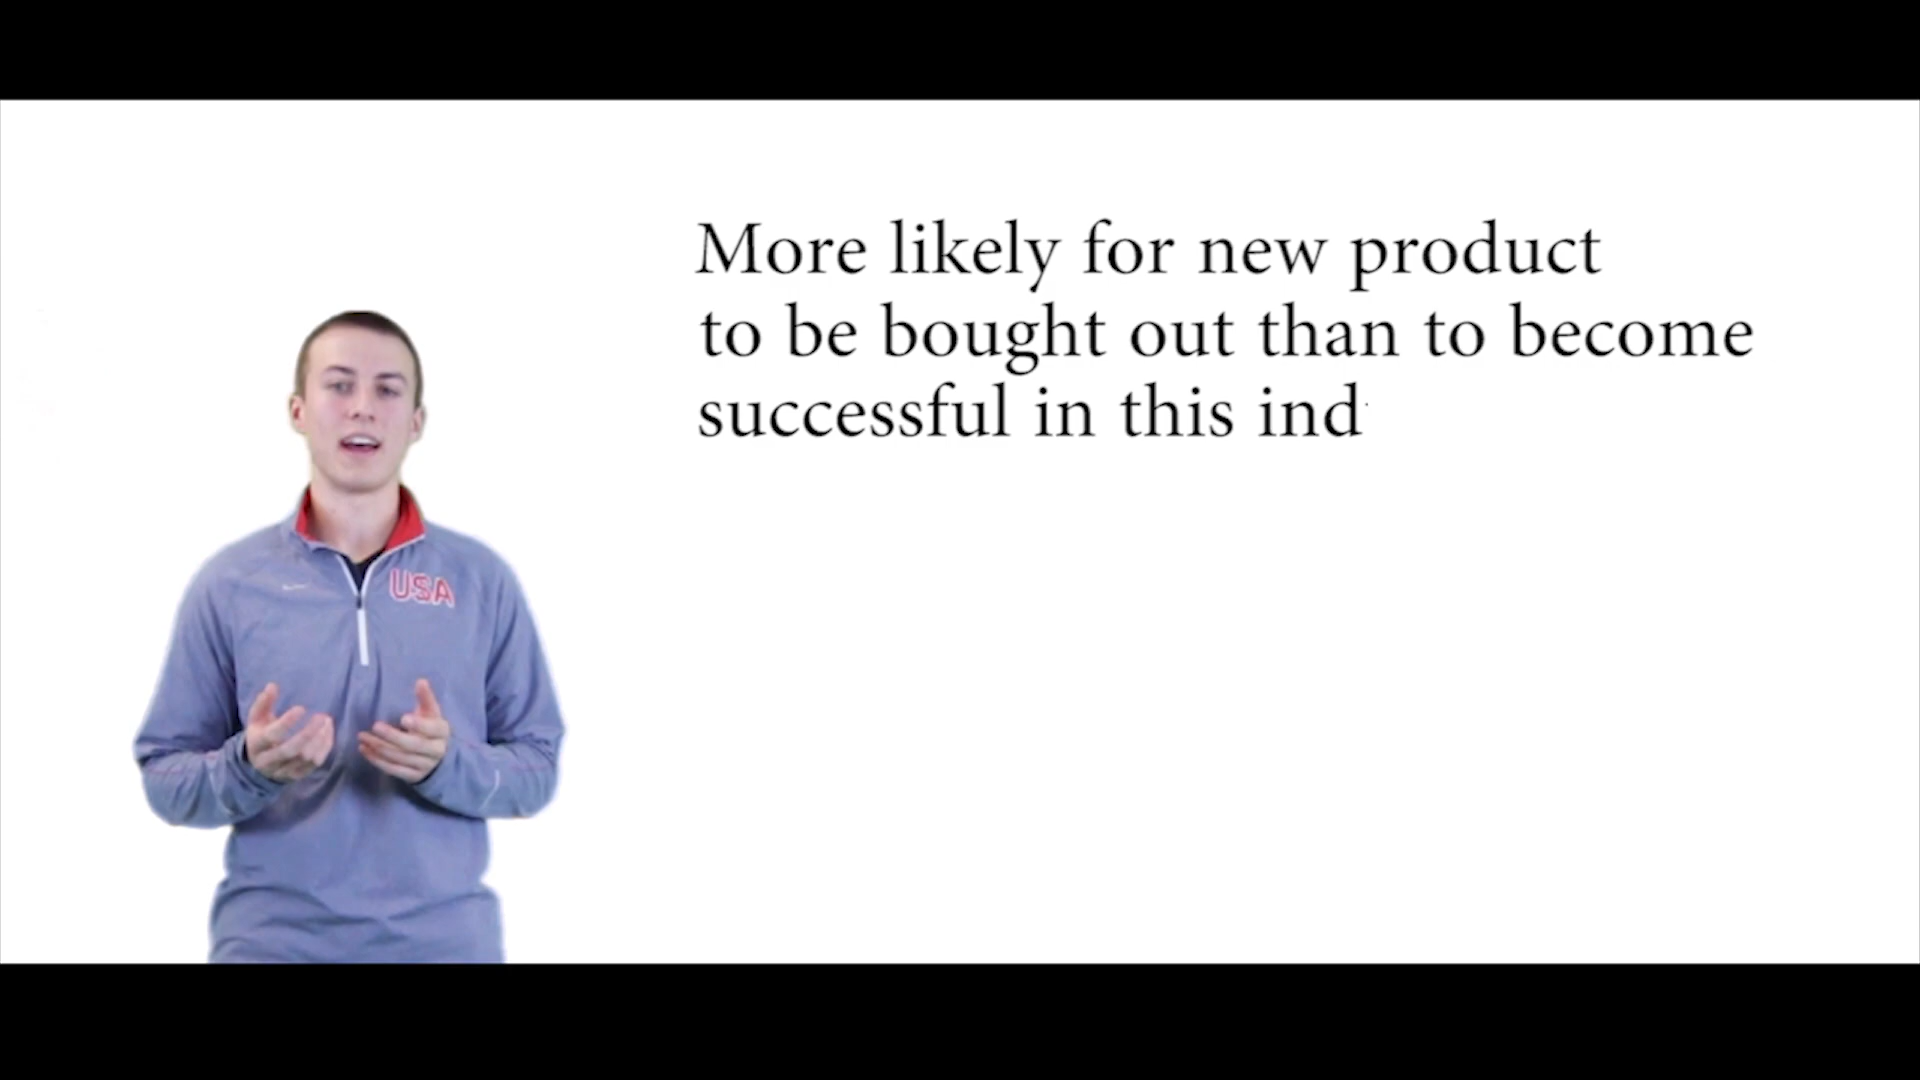 More likely for new product
to be bought out than to become
successful in this ind
USA